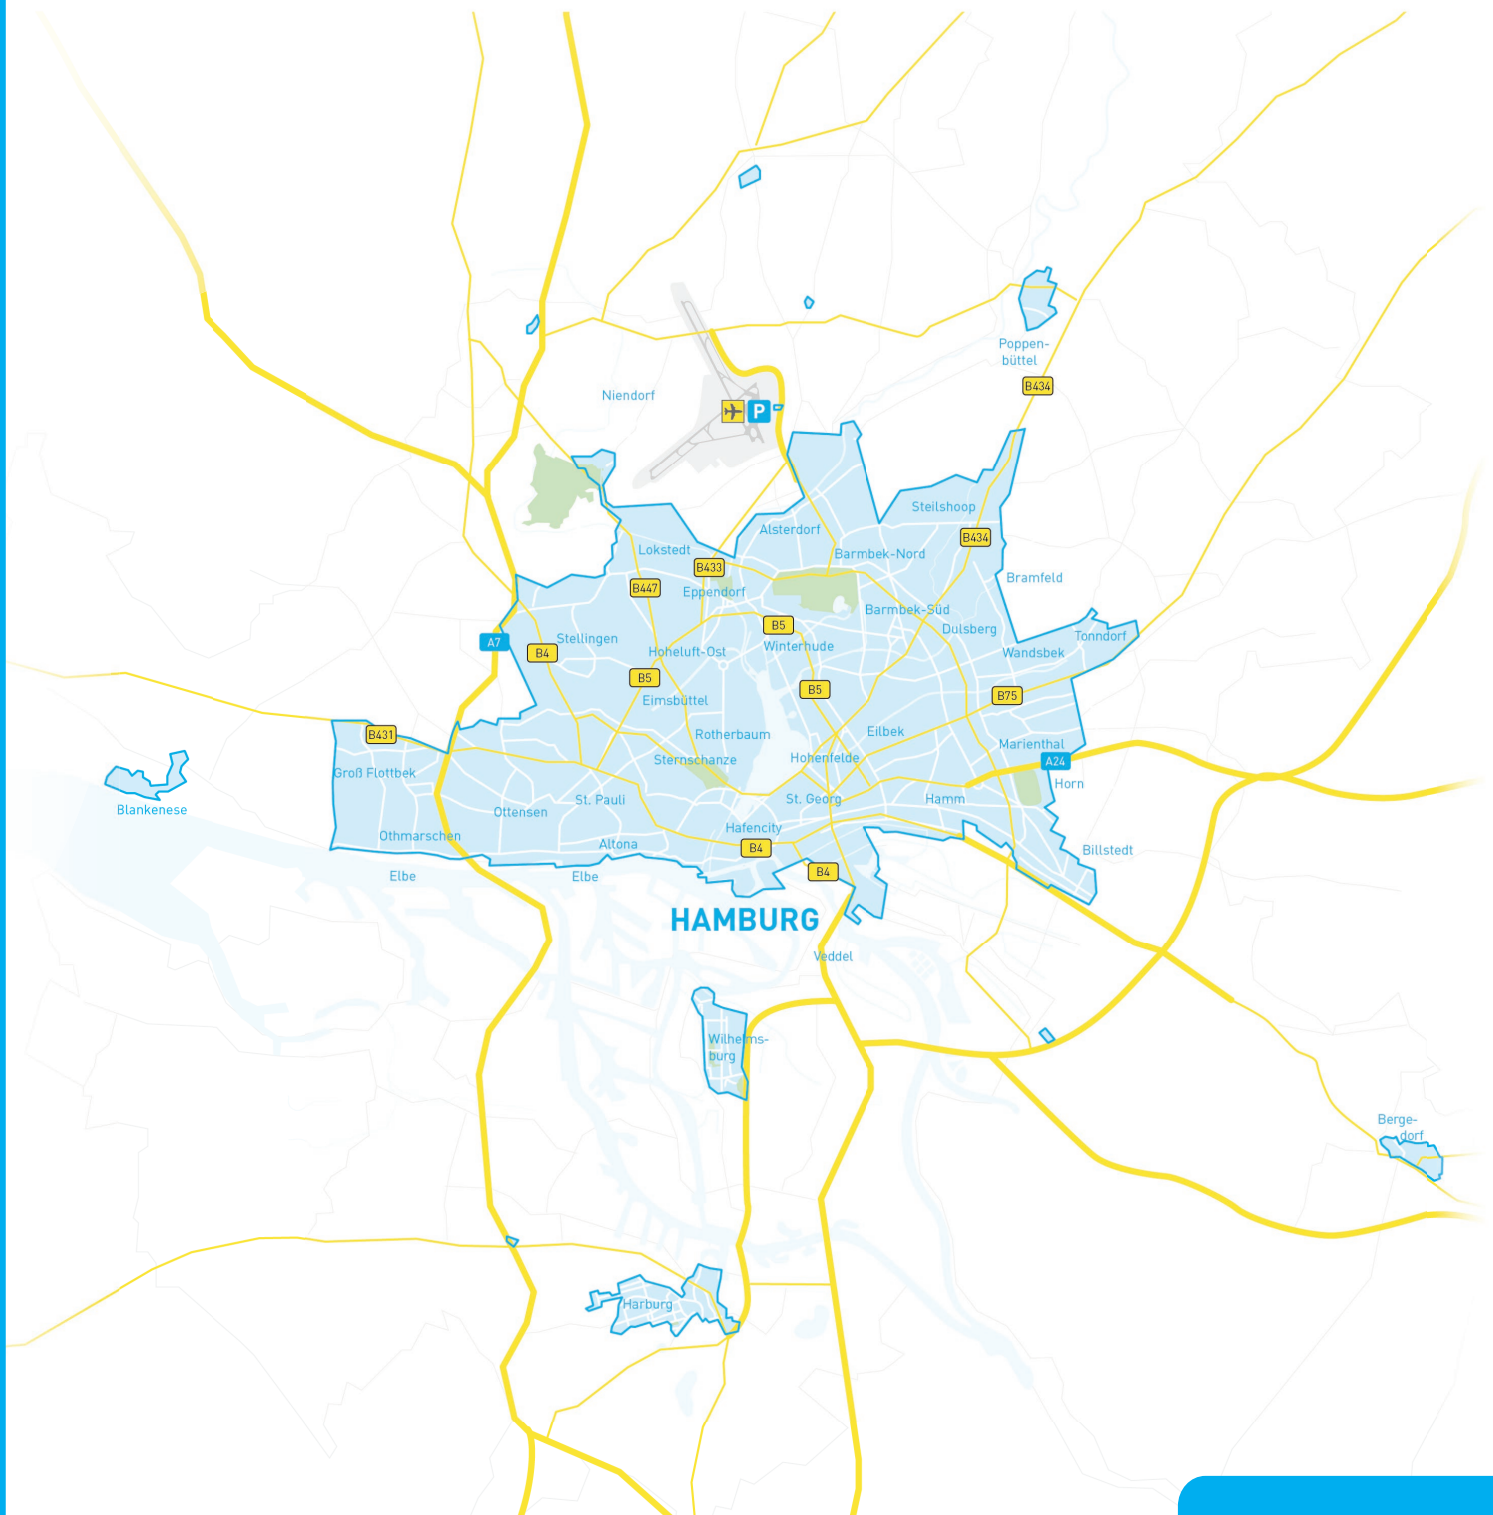 Poppen-
büttel
B434
Niendorf
P
Steilshoop
Alsterdorf
B434
Lokstedt
Barmbek-Nord
B433
Bramfeld
B447
Eppendorf
Barmbek-Süd
B5
Dulsberg
Tonndorf
A7
Stellingen
Winterhude
B4
Hoheluft-Ost
Wandsbek
B5
B5
B75
Eimsbüttel
B431
Rotherbaum
Eilbek
Marienthal
Sternschanze
Hohenfelde
A24
Groß Flottbek
Horn
St. Pauli
St. Georg
Hamm
Blankenese
Ottensen
Hafencity
Othmarschen
Altona
B4
Billstedt
Elbe
Elbe
B4
HAMBURG
Veddel
Wilhelms-
burg
Berge-
dorf
Harburg